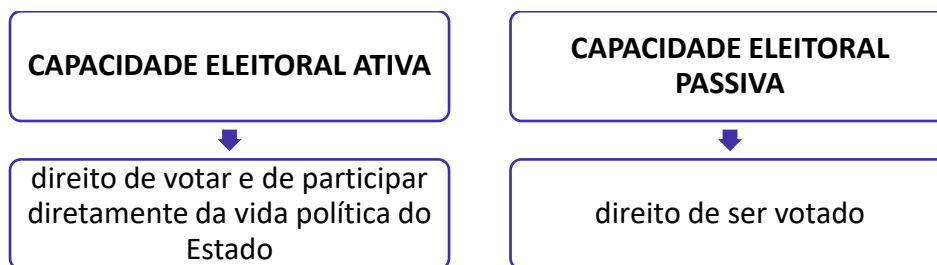 CAPACIDADE ELEITORAL ATIVA
direito de votar e de participar
diretamente da vida política do
Estado
CAPACIDADE ELEITORAL
PASSIVA
direito de ser votado